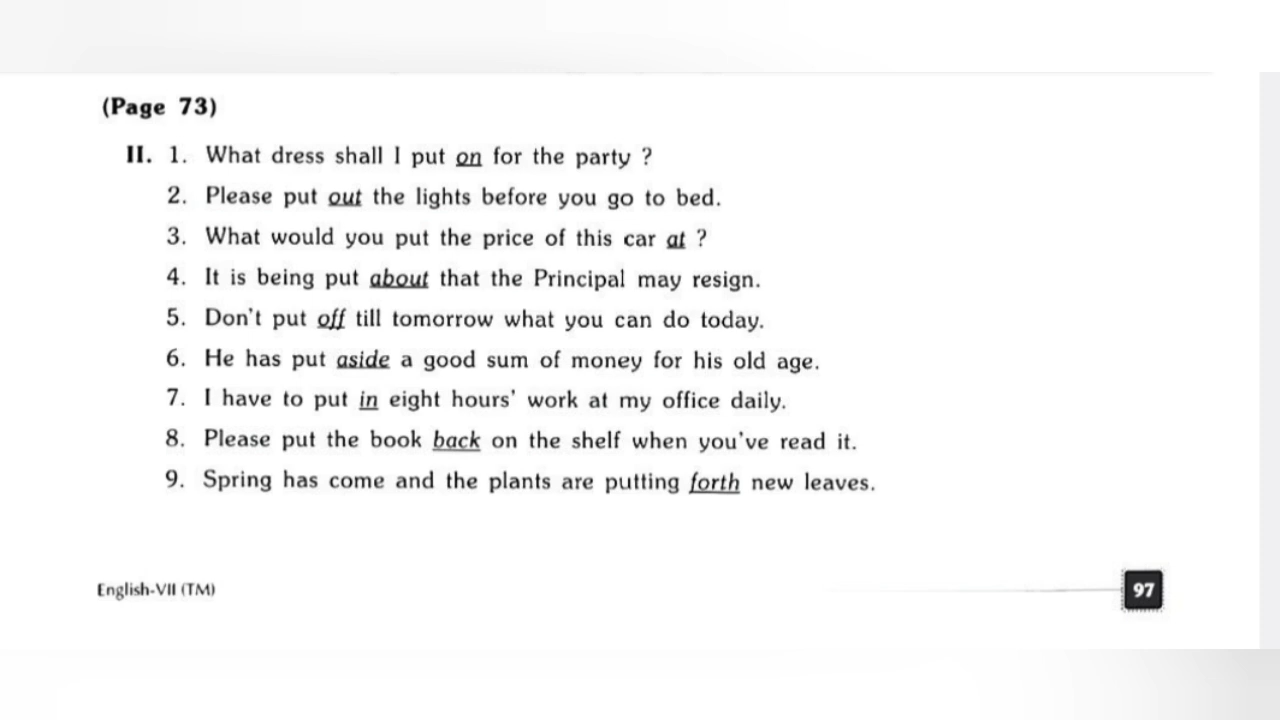 (Page 73)
II. 1. What dress shall I put on for the party ?
2. Please put out the lights before you go to bed.
3. What would you put the price of this car at ?
4. It is being put about that the Principal may resign.
5. Don't put off till tomorrow what you can do today.
6. He has put aside a good sum of money for his old age.
7. I have to put in eight hours' work at my office daily.
8. Please put the book back on the shelf when you've read it.
9. Spring has come and the plants are putting forth new leaves.
English-VII (TM)
97